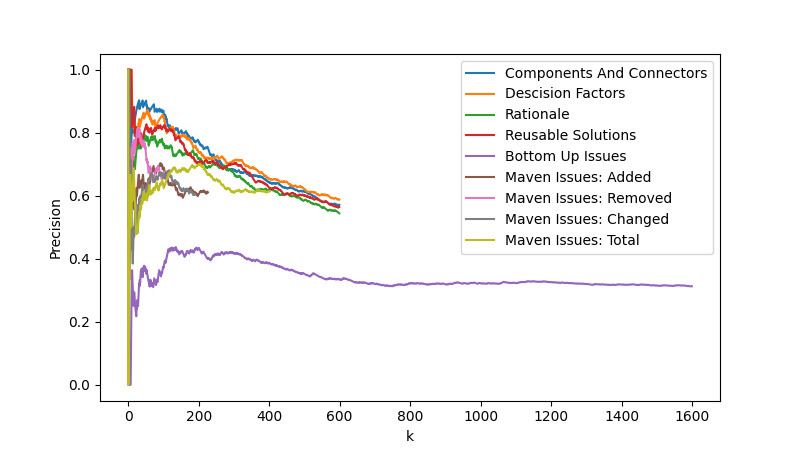 Components And Connectors
Descision Factors
Rationale
Reusable Solutions
Bottom Up Issues
Maven Issues: Added
Maven Issues: Removed
Maven Issues: Changed
Maven Issues: Total
Precision
1.0
0.8
0.6
0.4
0.2
0.0
0 200 400 600 800 1000 1200 1400 1600
k